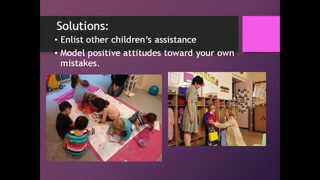 Solutions:
• Enlist other children's assistance
• Model positive attitudes toward your own
mistakes.